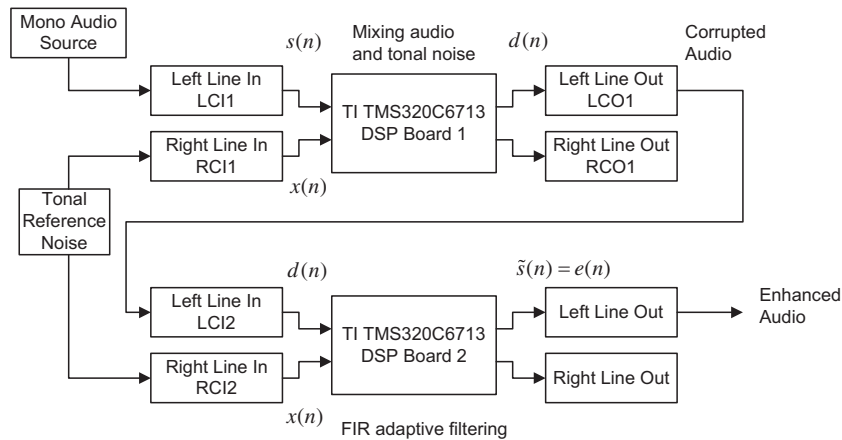 Mono Audio
Source
s(n)
Mixing audio
and tonal noise
d(n)
Corrupted
Audio
Left Line In
LCI1
TI TMS320C6713
DSP Board 1
Left Line Out
LCO1
Right Line In
RCI1
Right Line Out
RCO1
x(n)
Tonal
Reference
Noise
d(n)
s̃(n) = e(n)
Left Line In
LCI2
TI TMS320C6713
DSP Board 2
Left Line Out
Enhanced
Audio
Right Line In
RCI2
Right Line Out
x(n)
FIR adaptive filtering